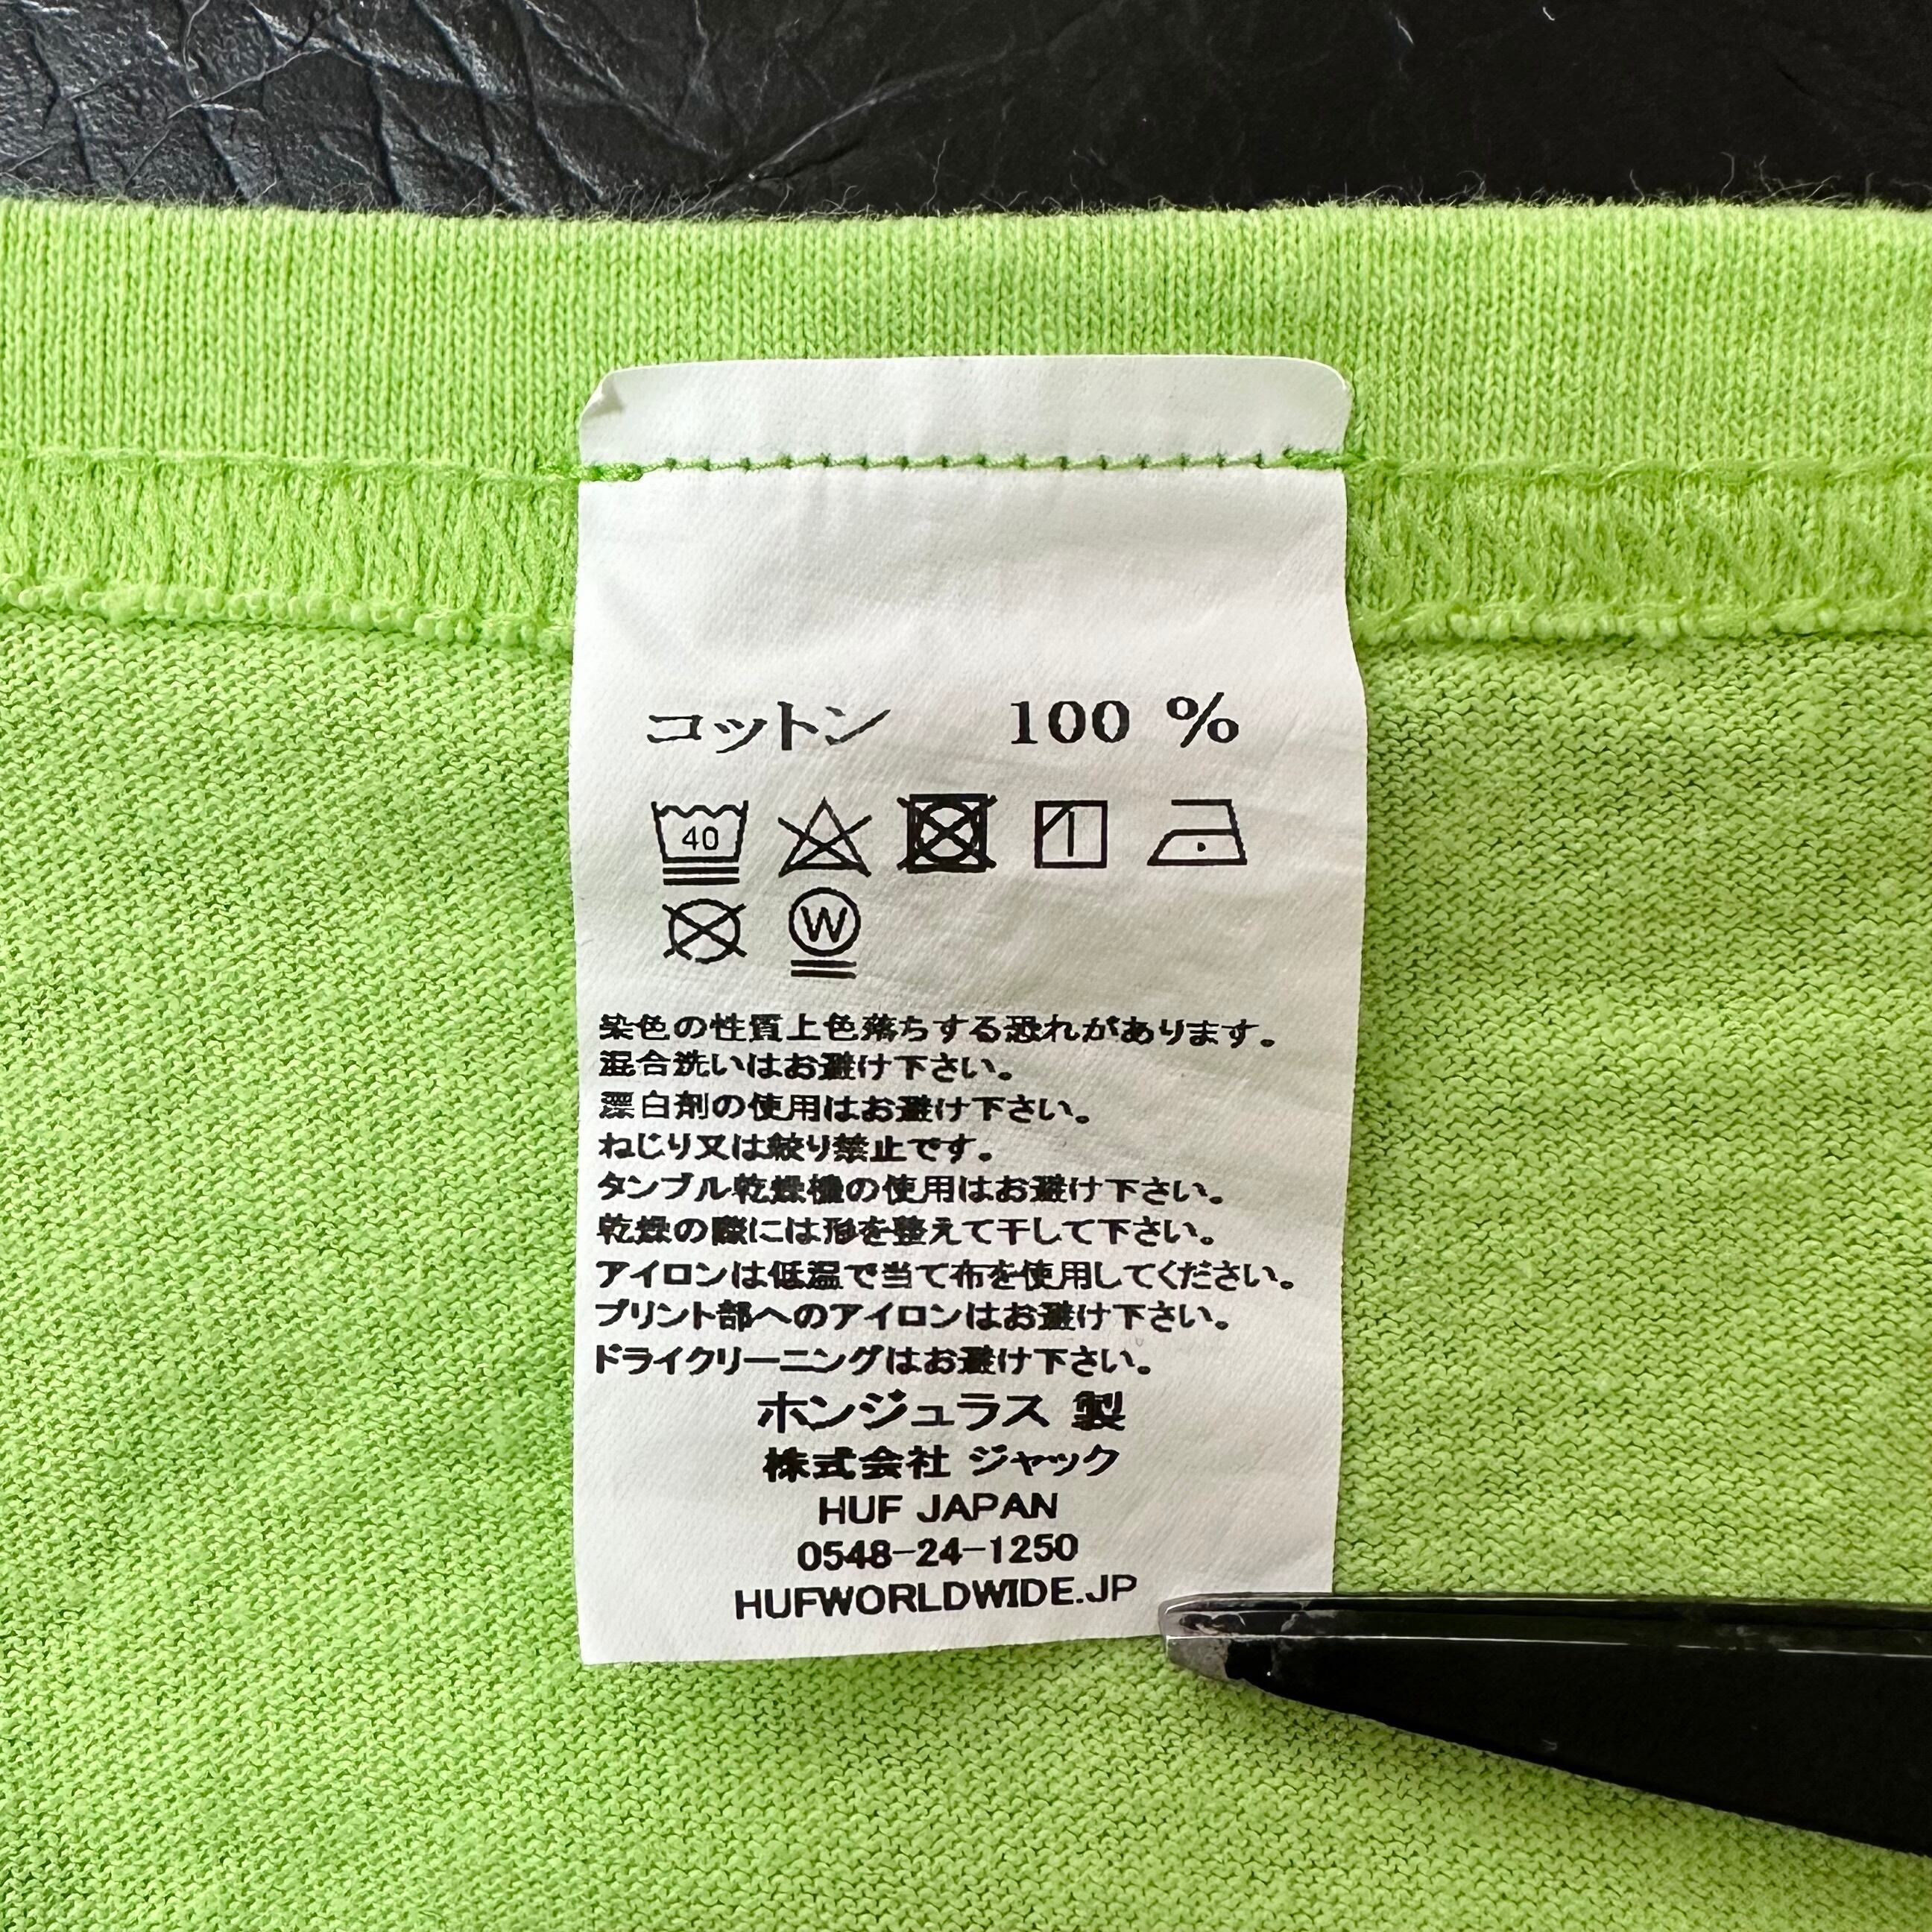 コットン 100 %
40
W
染色の性質上色落ちする恐れがあります。
混合洗いはお避け下さい。
漂白剤の使用はお避け下さい。
ねじり又は絞り禁止です。
タンブル乾燥機の使用はお避け下さい。
乾燥の際には形を整えて干して下さい。
アイロンは低温で当て布を使用してください。
プリント部へのアイロンはお避け下さい。
ドライクリーニングはお避け下さい。
ホンジュラス 製
株式会社 ジャック
HUF JAPAN
0548-24-1250
HUFWORLDWIDE.JP